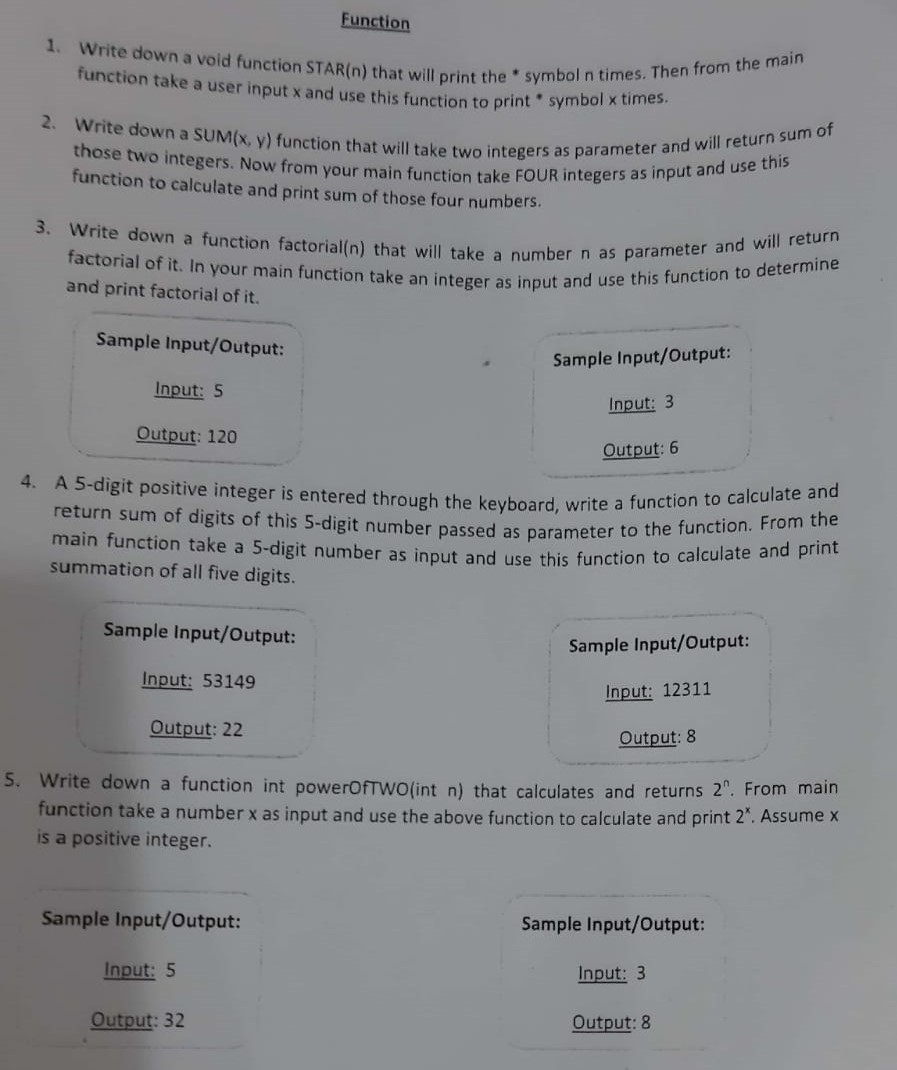 Function
1. Write down a void function STAR(n) that will print the * symbol n times. Then from the main
function take a user input x and use this function to print * symbol x times.
2. Write down a SUM(x, y) function that will take two integers as parameter and will return sum of
those two integers. Now from your main function take FOUR integers as input and use this
function to calculate and print sum of those four numbers.
3. Write down a function factorial(n) that will take a number n as parameter and will return
factorial of it. In your main function take an integer as input and use this function to determine
and print factorial of it.
Sample Input/Output:
Input: 5
Output: 120
Sample Input/Output:
Input: 3
Output: 6
4. A 5-digit positive integer is entered through the keyboard, write a function to calculate and
return sum of digits of this 5-digit number passed as parameter to the function. From the
main function take a 5-digit number as input and use this function to calculate and print
summation of all five digits.
Sample Input/Output:
Input: 53149
Output: 22
Sample Input/Output:
Input: 12311
Output: 8
5. Write down a function int powerOfTWO(int n) that calculates and returns 2ⁿ. From main
function take a number x as input and use the above function to calculate and print 2ˣ. Assume x
is a positive integer.
Sample Input/Output:
Input: 5
Output: 32
Sample Input/Output:
Input: 3
Output: 8